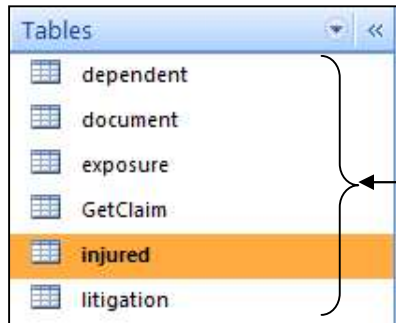 Tables
dependent
document
exposure
GetClaim
injured
litigation